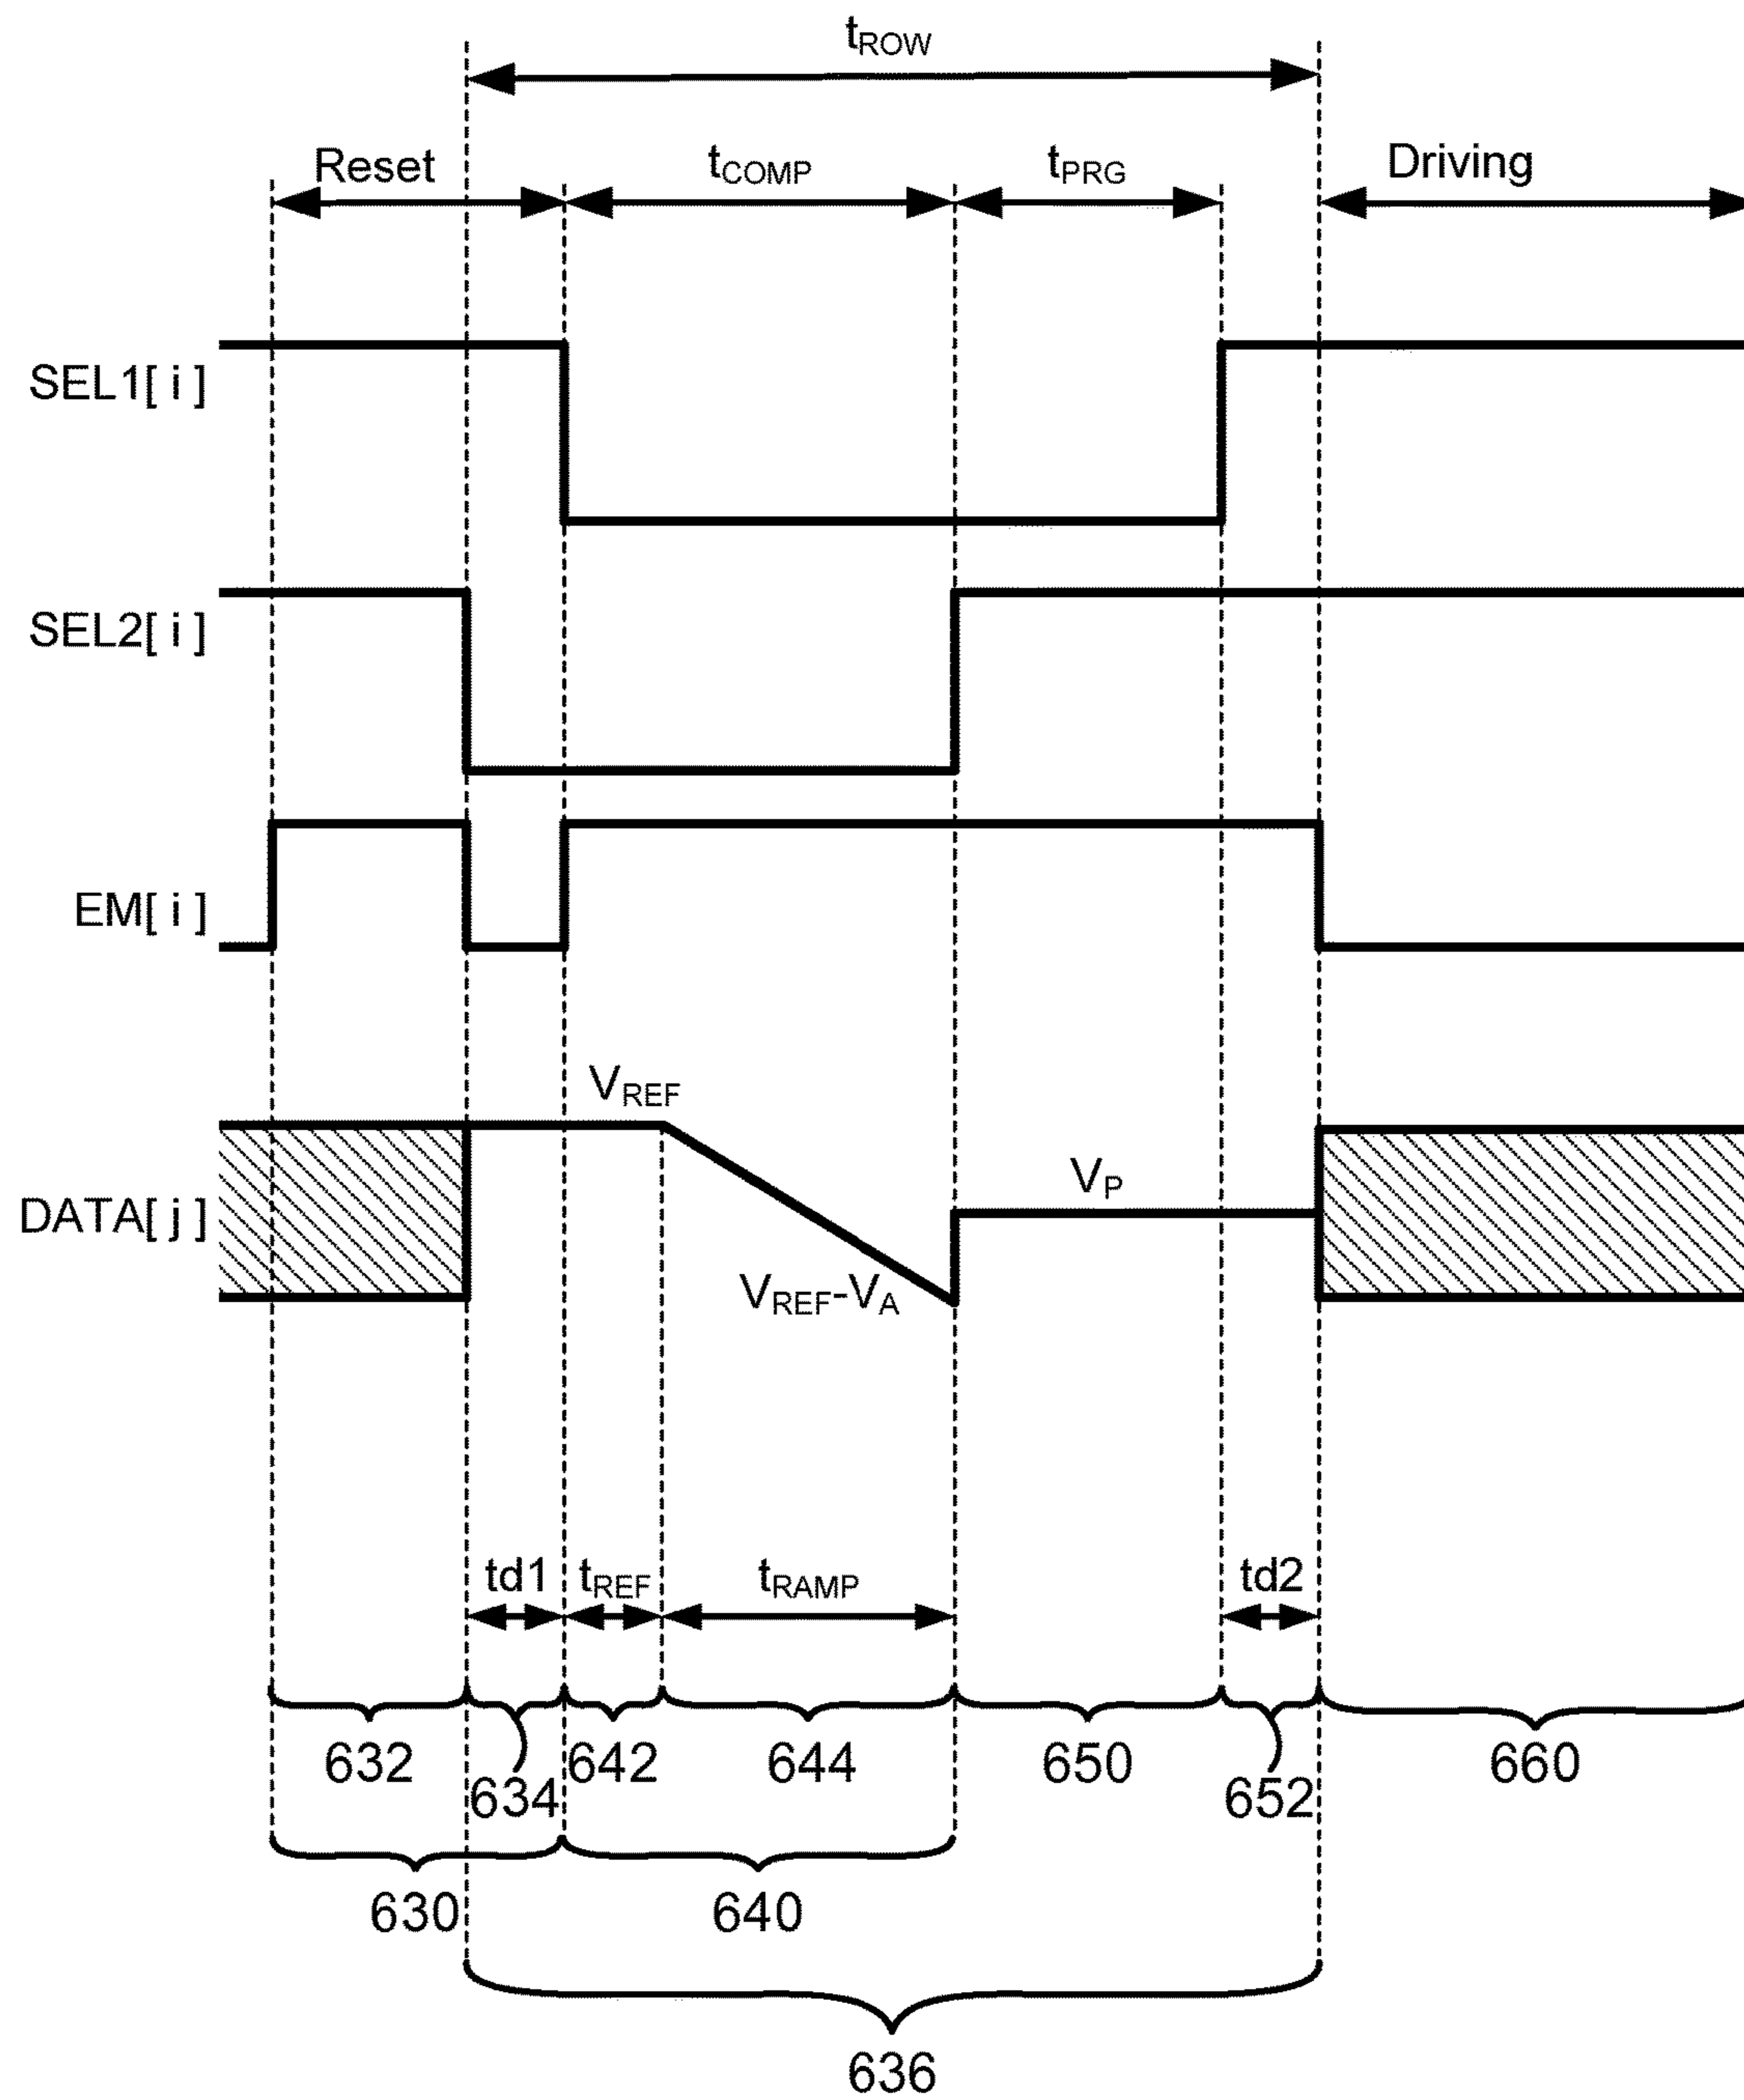 tROW
Reset
tCOMP
tPRG
Driving
SEL1[ i ]
SEL2[ i ]
EM[ i ]
VREF
DATA[ j ]
VP
VREF-VA
td1
tREF
tRAMP
td2
632
634
642
644
650
652
660
630
640
636